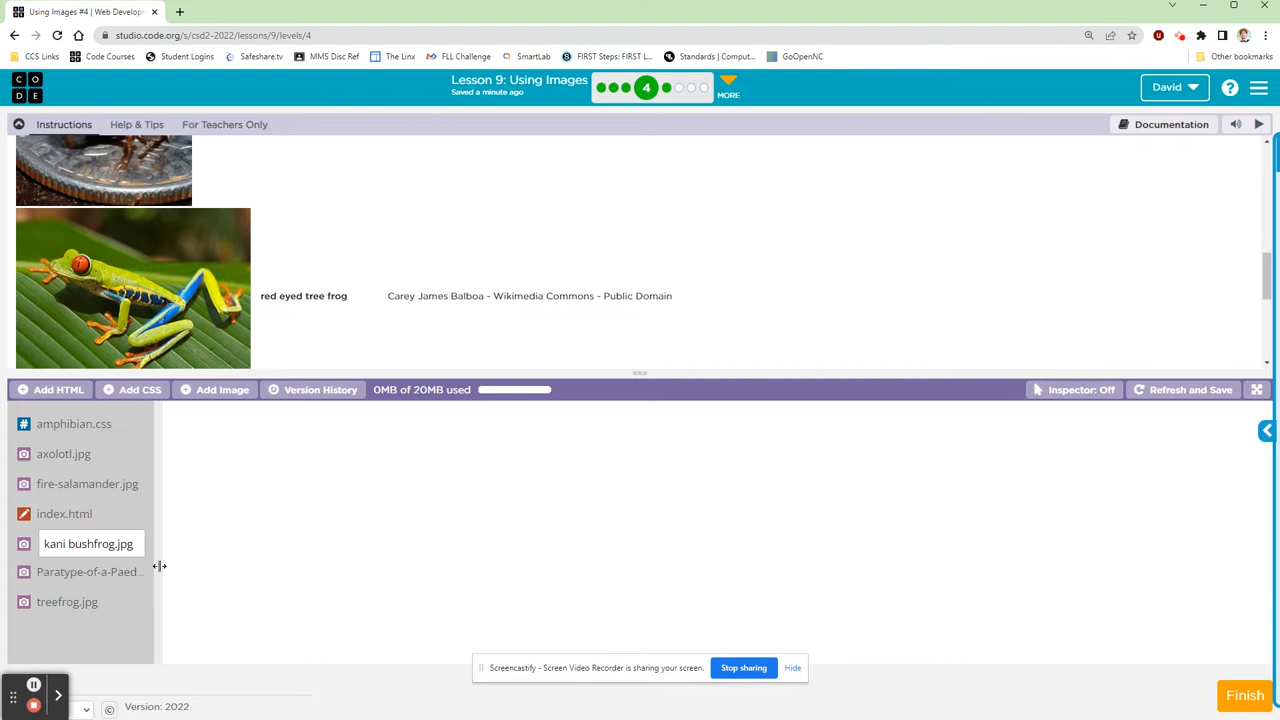 Using Images #4 | Web Develop
studio.code.org/s/csd2-2022/lessons/9/levels/4
CCS Links
Code Courses
Student Logins
Safeshare.tv
MMS Disc Ref
The Linx
FLL Challenge
SmartLab
FIRST Steps: FIRST L...
Standards | Comput...
GoOpenNC
Other bookmarks
CO
DE
Lesson 9: Using Images
Saved a minute ago
4
MORE
David
?
Instructions
Help & Tips
For Teachers Only
Documentation
red eyed tree frog
Carey James Balboa - Wikimedia Commons - Public Domain
Add HTML
Add CSS
Add Image
Version History
0MB of 20MB used
Inspector: Off
Refresh and Save
amphibian.css
axolotl.jpg
fire-salamander.jpg
index.html
kani bushfrog.jpg
Paratype-of-a-Paed...
treefrog.jpg
Screencastify - Screen Video Recorder is sharing your screen.
Stop sharing
Hide
Finish
© Version: 2022